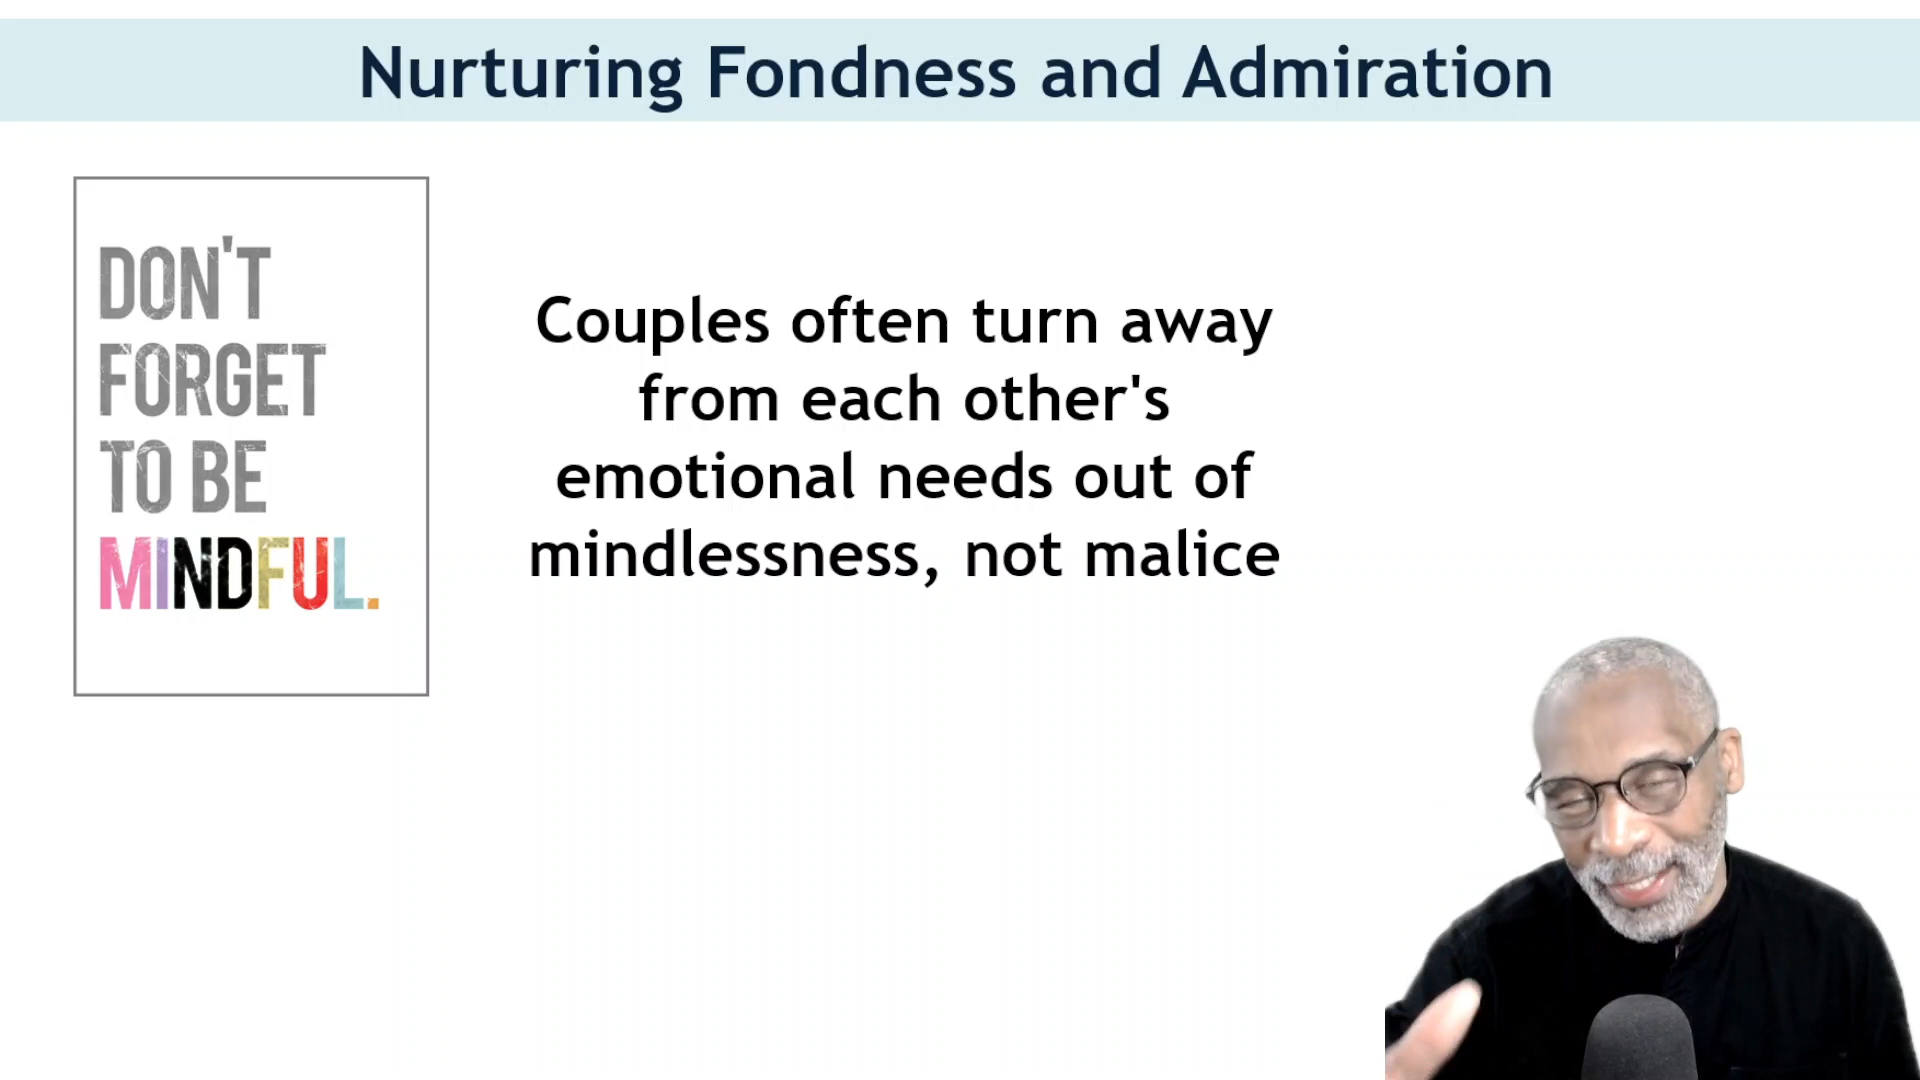 Nurturing Fondness and Admiration
DON'T
FORGET
TO BE
MINDFUL.
Couples often turn away
from each other's
emotional needs out of
mindlessness, not malice